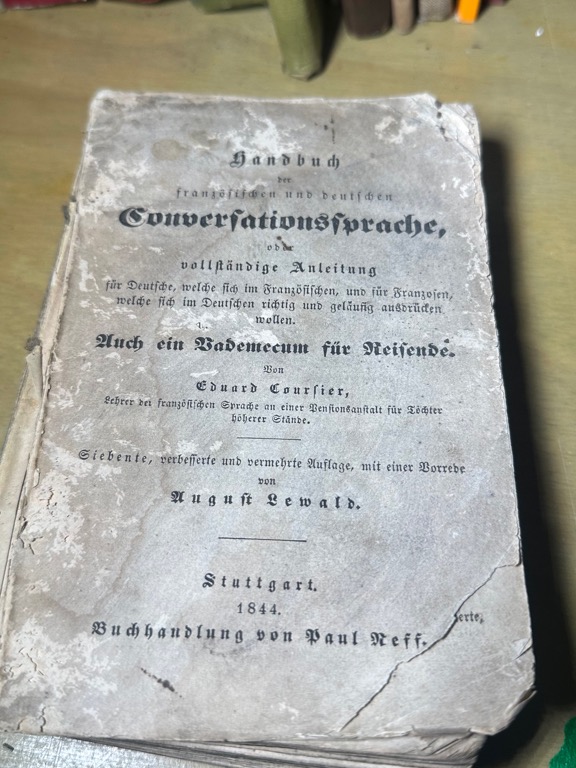 Handbuch
der
französischen und deutschen
Conversationssprache,
oder
vollständige Anleitung
für Deutsche, welche sich im Französischen, und für Franzosen,
welche sich im Deutschen richtig und geläufig ausdrücken
wollen.
Auch ein Vademecum für Reisende.
Von
Eduard Coursier,
Lehrer der französischen Sprache an einer Pensionsanstalt für Töchter
höherer Stände.
Siebente, verbesserte und vermehrte Auflage, mit einer Vorrede
von
August Lewald.
Stuttgart.
1844.
Buchhandlung von Paul Neff.